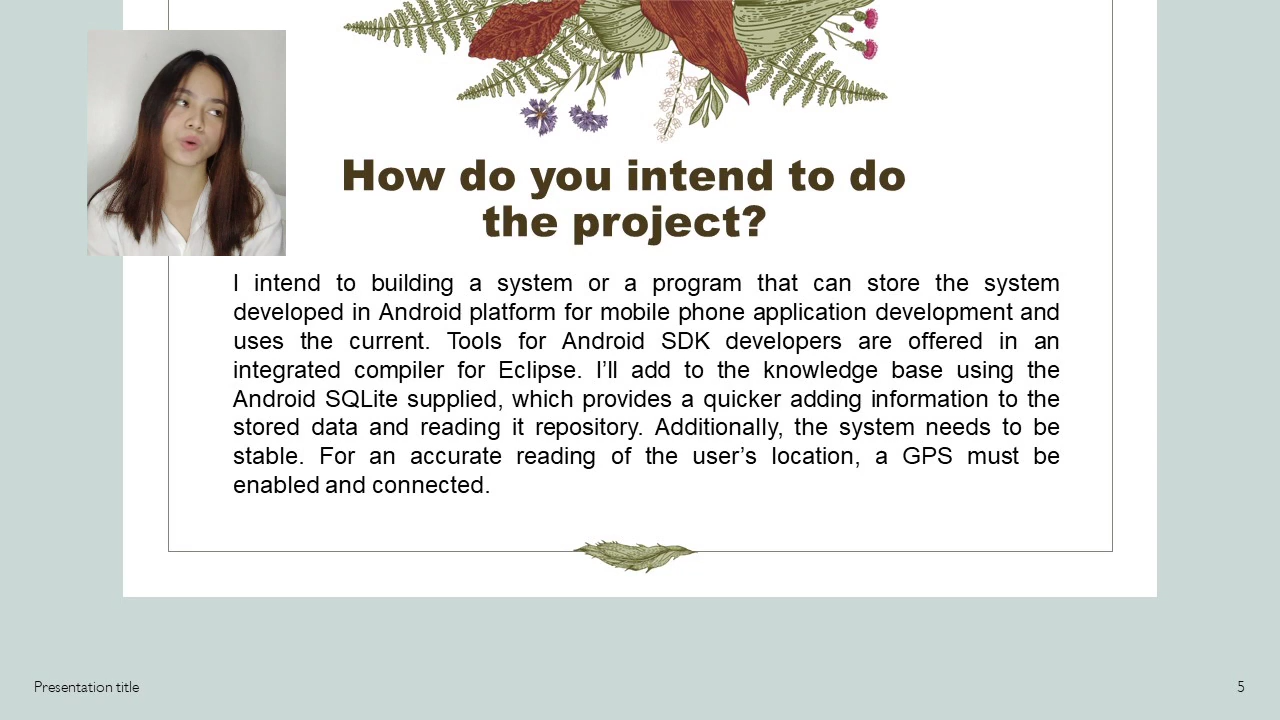 How do you intend to do
the project?
I intend to building a system or a program that can store the system
developed in Android platform for mobile phone application development and
uses the current. Tools for Android SDK developers are offered in an
integrated compiler for Eclipse. I’ll add to the knowledge base using the
Android SQLite supplied, which provides a quicker adding information to the
stored data and reading it repository. Additionally, the system needs to be
stable. For an accurate reading of the user’s location, a GPS must be
enabled and connected.
Presentation title
5